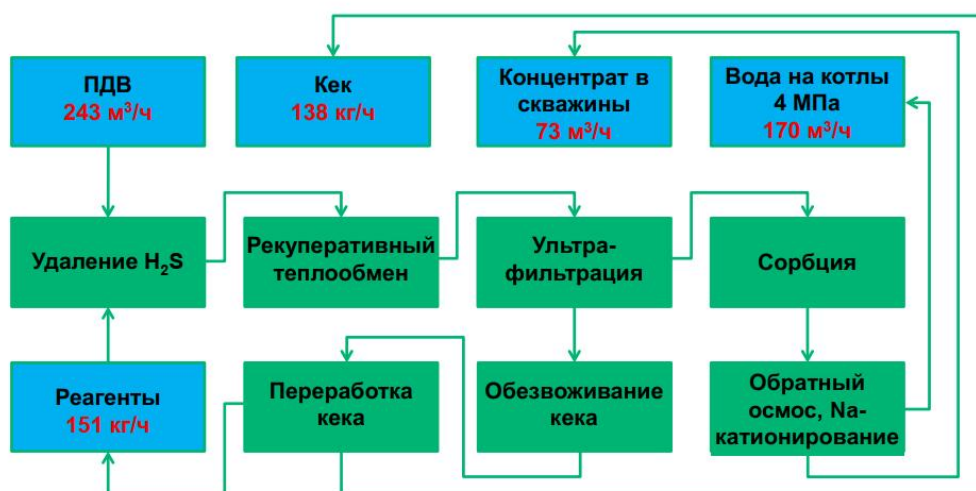 ПДВ
243 м³/ч
Кек
138 кг/ч
Концентрат в
скважины
73 м³/ч
Вода на котлы
4 МПа
170 м³/ч
Удаление H₂S
Рекуперативный
теплообмен
Ультра-
фильтрация
Сорбция
Реагенты
151 кг/ч
Переработка
кека
Обезвоживание
кека
Обратный
осмос, Na-
катионирование